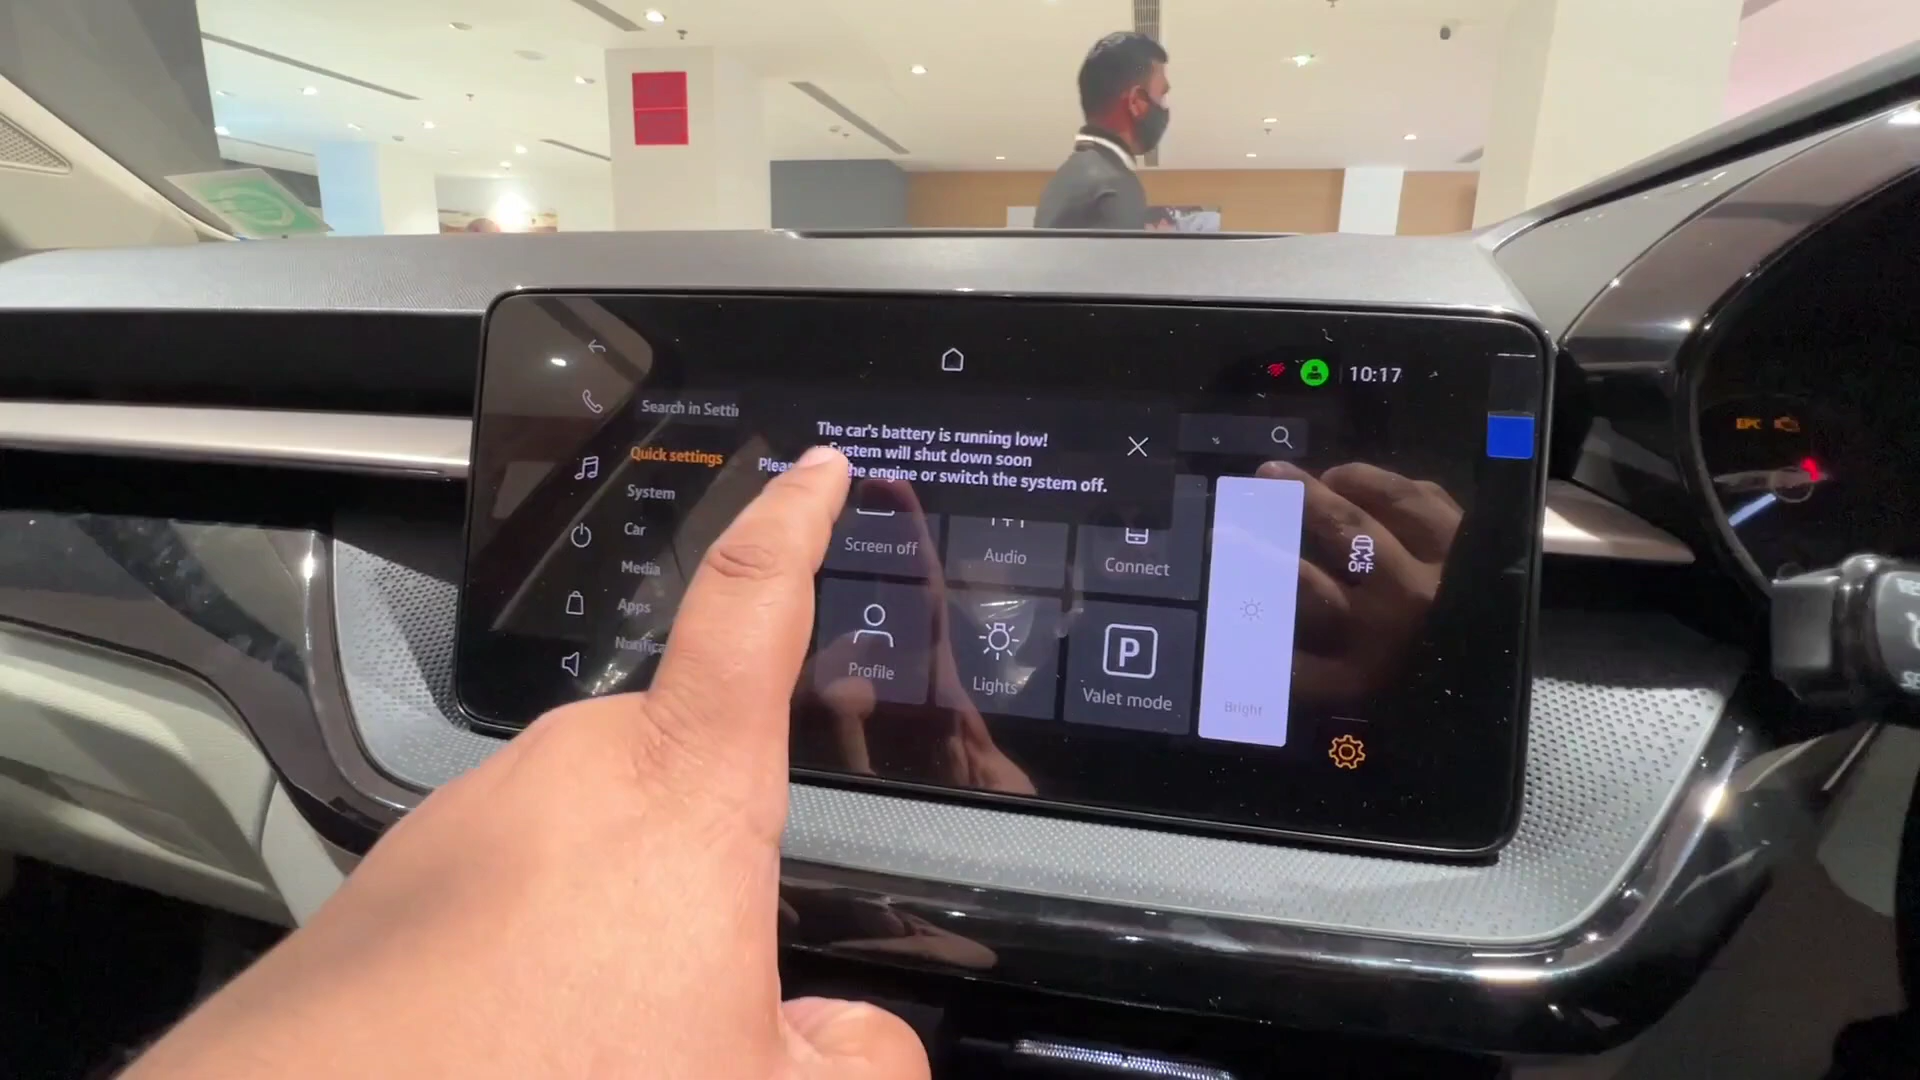 10:17
Search in Settin
The car's battery is running low!
System will shut down soon
the engine or switch the system off.
Quick settings
System
Car
Media
Apps
Notifica
Screen off
Audio
Connect
Profile
Lights
P
Valet mode
Bright
OFF
EPC